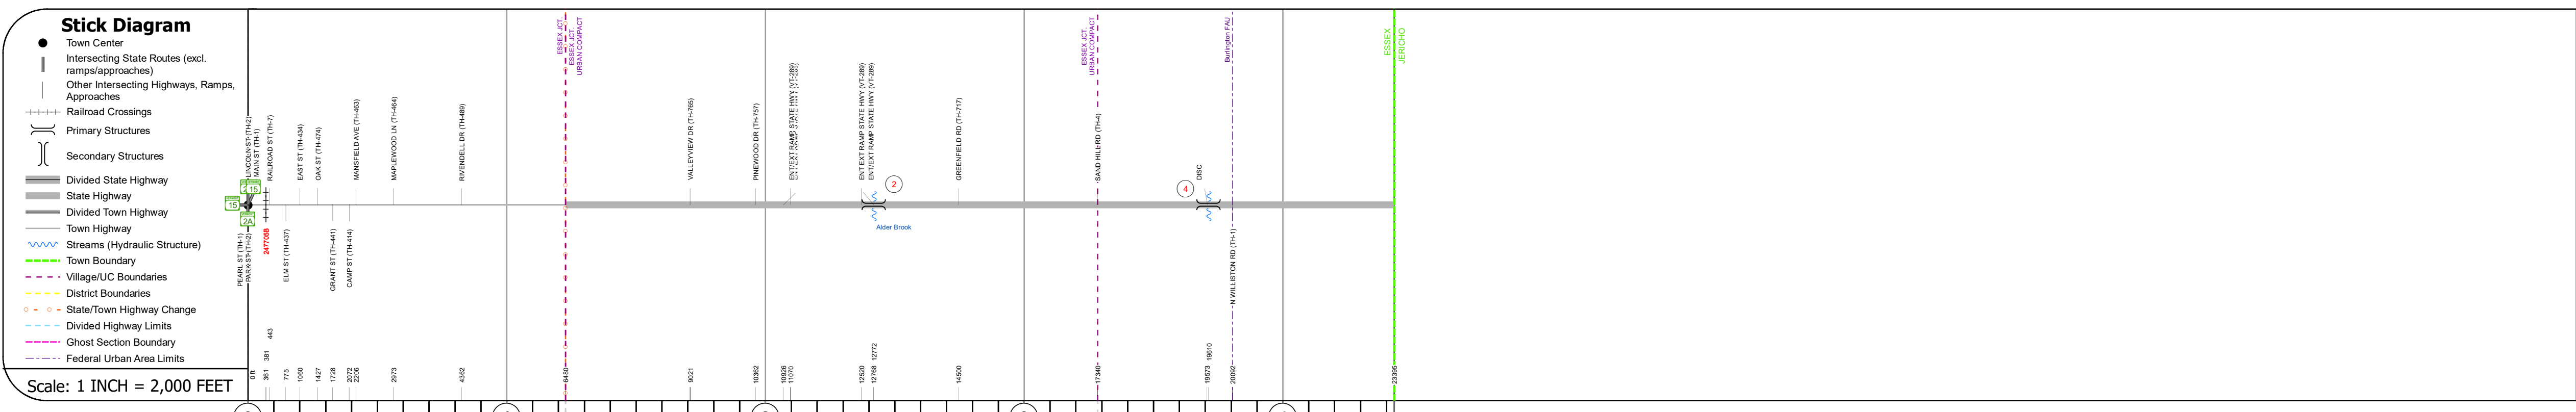 Stick Diagram
Town Center
Intersecting State Routes (excl.
ramps/approaches)
Other Intersecting Highways, Ramps,
Approaches
Railroad Crossings
Primary Structures
Secondary Structures
Divided State Highway
State Highway
Divided Town Highway
Town Highway
Streams (Hydraulic Structure)
Town Boundary
Village/UC Boundaries
District Boundaries
State/Town Highway Change
Divided Highway Limits
Ghost Section Boundary
Federal Urban Area Limits
Scale: 1 INCH = 2,000 FEET
ESSEX JCT.
ESSEX JCT.
URBAN COMPACT
ESSEX JCT.
URBAN COMPACT
Burlington FAU
ESSEX
JERICHO
LINCOLN ST (TH-2)
MAIN ST (TH-1)
RAILROAD ST (TH-7)
EAST ST (TH-434)
OAK ST (TH-474)
MANSFIELD AVE (TH-463)
MAPLEWOOD LN (TH-464)
RIVENDELL DR (TH-489)
VALLEYVIEW DR (TH-765)
PINEWOOD DR (TH-757)
ENT/EXT RAMP STATE HWY (VT-289)
ENT EXT RAMP STATE HWY (VT-289)
ENT/EXT RAMP STATE HWY (VT-289)
GREENFIELD RD (TH-717)
SAND HILL RD (TH-4)
DISC
2
4
15
15
2A
Alder Brook
PEARL ST (TH-1)
PARK ST (TH-2)
247705B
ELM ST (TH-437)
GRANT ST (TH-441)
CAMP ST (TH-414)
N WILLISTON RD (TH-1)
0 ft
361
381
443
775
1060
1427
1728
2072
2206
2973
4362
6480
9021
10362
10926
11070
12520
12768
12772
14500
17340
19573
19610
20092
23395